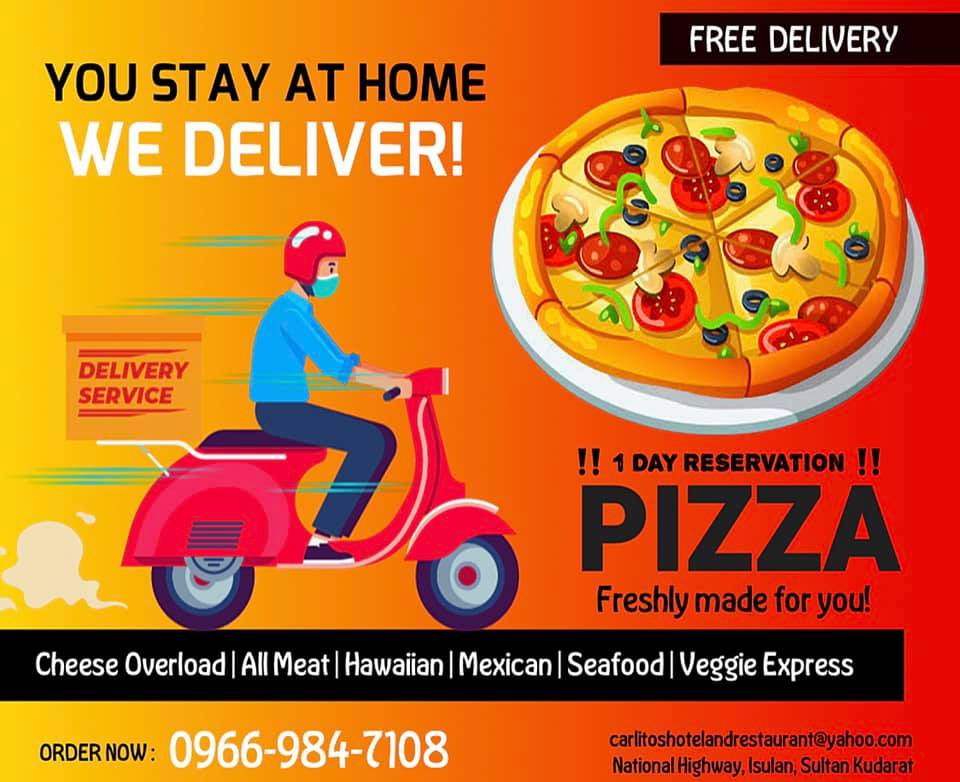 FREE DELIVERY
YOU STAY AT HOME
WE DELIVER!
DELIVERY
SERVICE
!! 1 DAY RESERVATION !!
PIZZA
Freshly made for you!
Cheese Overload | All Meat | Hawaiian | Mexican | Seafood | Veggie Express
ORDER NOW : 0966-984-7108
carlitoshotelandrestaurant@yahoo.com
National Highway, Isulan, Sultan Kudarat